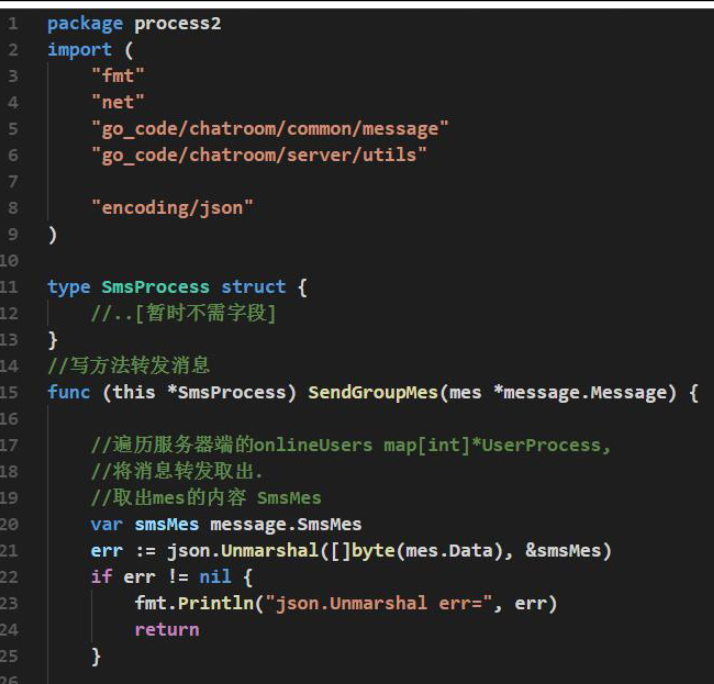 1 package process2
2 import (
3 "fmt"
4 "net"
5 "go_code/chatroom/common/message"
6 "go_code/chatroom/server/utils"
7
8 "encoding/json"
9 )
10
11 type SmsProcess struct {
12 //..[暂时不需字段]
13 }
14 //写方法转发消息
15 func (this *SmsProcess) SendGroupMes(mes *message.Message) {
16
17 //遍历服务器端的onlineUsers map[int]*UserProcess,
18 //将消息转发取出.
19 //取出mes的内容 SmsMes
20 var smsMes message.SmsMes
21 err := json.Unmarshal([]byte(mes.Data), &smsMes)
22 if err != nil {
23 fmt.Println("json.Unmarshal err=", err)
24 return
25 }
26